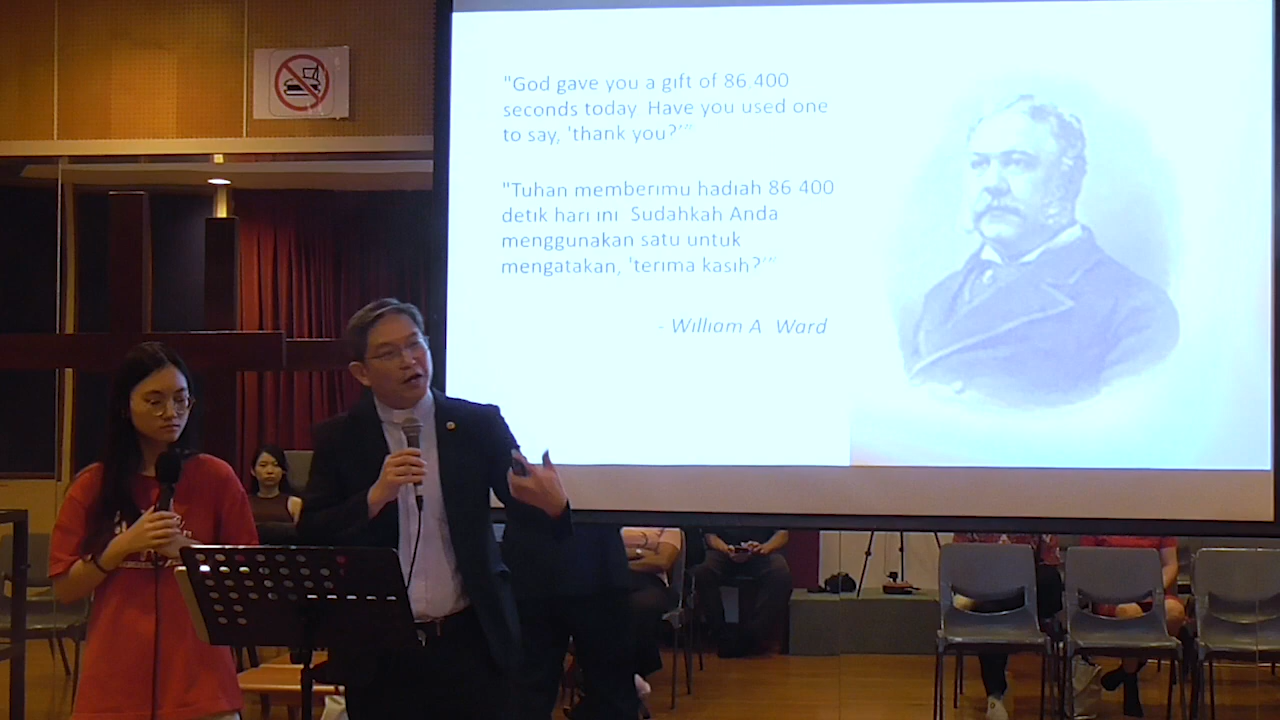 "God gave you a gift of 86.400
seconds today. Have you used one
to say, 'thank you?'"
"Tuhan memberimu hadiah 86.400
detik hari ini. Sudahkah Anda
menggunakan satu untuk
mengatakan, 'terima kasih?'"
- William A. Ward